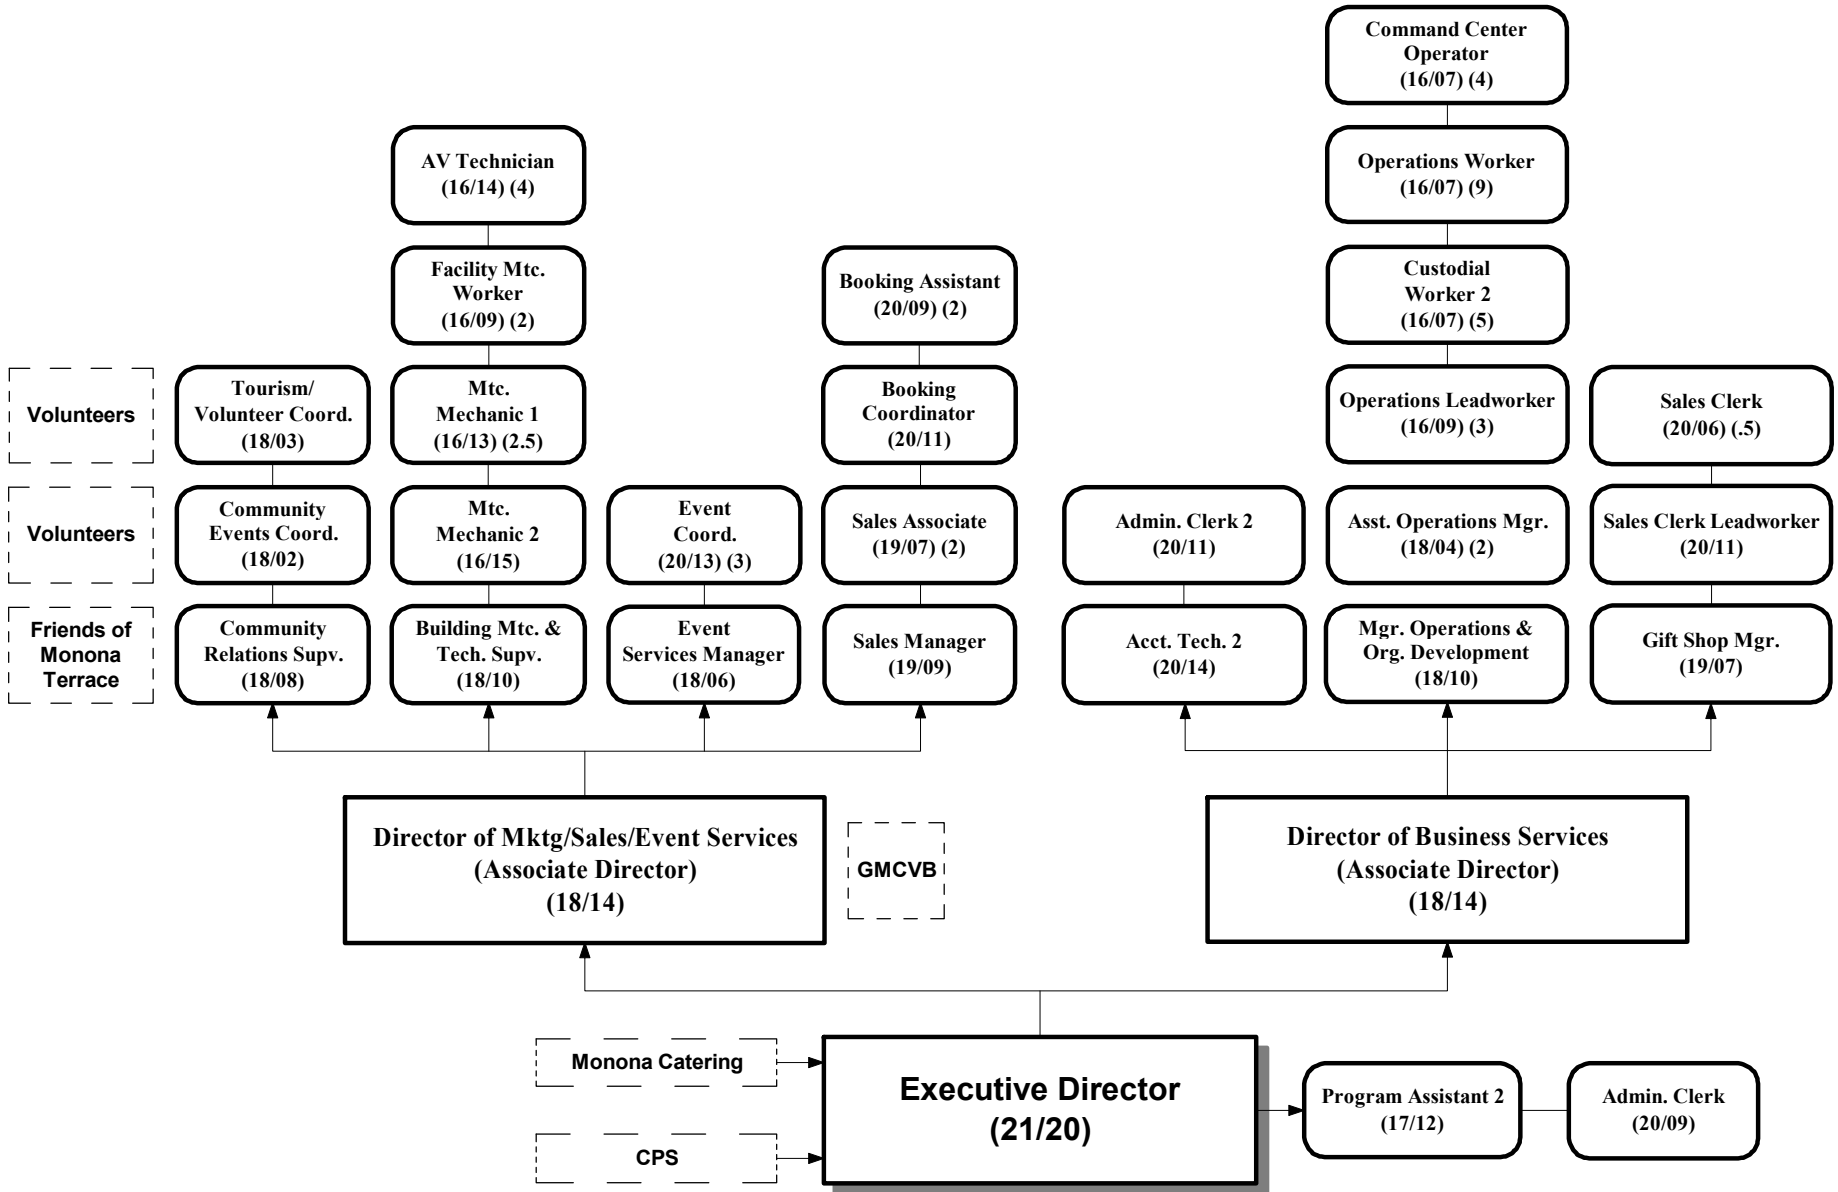 Command Center
Operator
(16/07) (4)
AV Technician
(16/14) (4)
Operations Worker
(16/07) (9)
Facility Mtc.
Worker
(16/09) (2)
Booking Assistant
(20/09) (2)
Custodial
Worker 2
(16/07) (5)
Volunteers
Tourism/
Volunteer Coord.
(18/03)
Mtc.
Mechanic 1
(16/13) (2.5)
Booking
Coordinator
(20/11)
Operations Leadworker
(16/09) (3)
Sales Clerk
(20/06) (.5)
Volunteers
Community
Events Coord.
(18/02)
Mtc.
Mechanic 2
(16/15)
Event
Coord.
(20/13) (3)
Sales Associate
(19/07) (2)
Admin. Clerk 2
(20/11)
Asst. Operations Mgr.
(18/04) (2)
Sales Clerk Leadworker
(20/11)
Friends of
Monona
Terrace
Community
Relations Supv.
(18/08)
Building Mtc. &
Tech. Supv.
(18/10)
Event
Services Manager
(18/06)
Sales Manager
(19/09)
Acct. Tech. 2
(20/14)
Mgr. Operations &
Org. Development
(18/10)
Gift Shop Mgr.
(19/07)
Director of Mktg/Sales/Event Services
(Associate Director)
(18/14)
GMCVB
Director of Business Services
(Associate Director)
(18/14)
Monona Catering
CPS
Executive Director
(21/20)
Program Assistant 2
(17/12)
Admin. Clerk
(20/09)